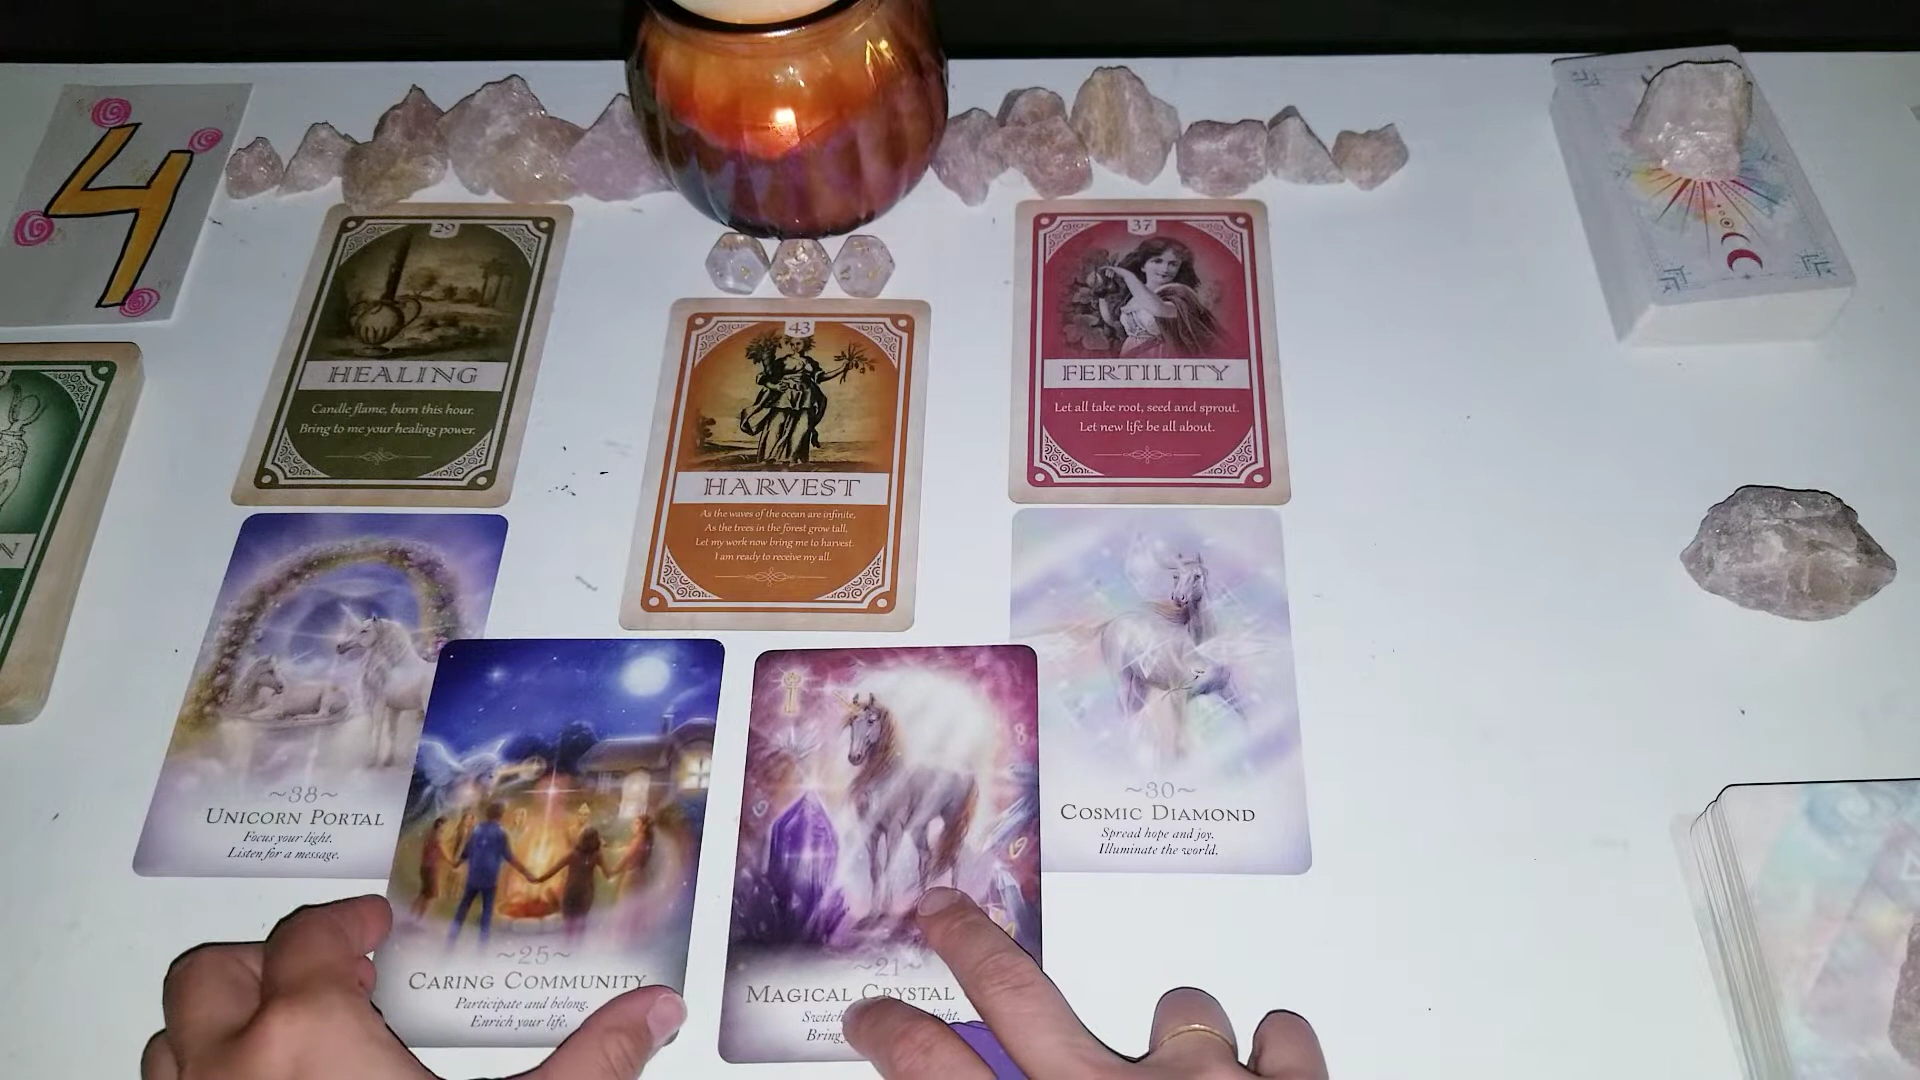 4
29
HEALING
Candle flame, burn this hour.
Bring to me your healing power.
43
HARVEST
As the waves of the ocean are infinite,
As the trees in the forest grow tall,
Let my work now bring me to harvest.
I am ready to receive my all.
37
FERTILITY
Let all take root, seed and sprout.
Let new life be all about.
N
~38~
UNICORN PORTAL
Focus your light.
Listen for a message.
~25~
CARING COMMUNITY
Participate and belong.
Enrich your life.
8
~21~
MAGICAL CRYSTAL
Switch light.
Bring
~30~
COSMIC DIAMOND
Spread hope and joy.
Illuminate the world.